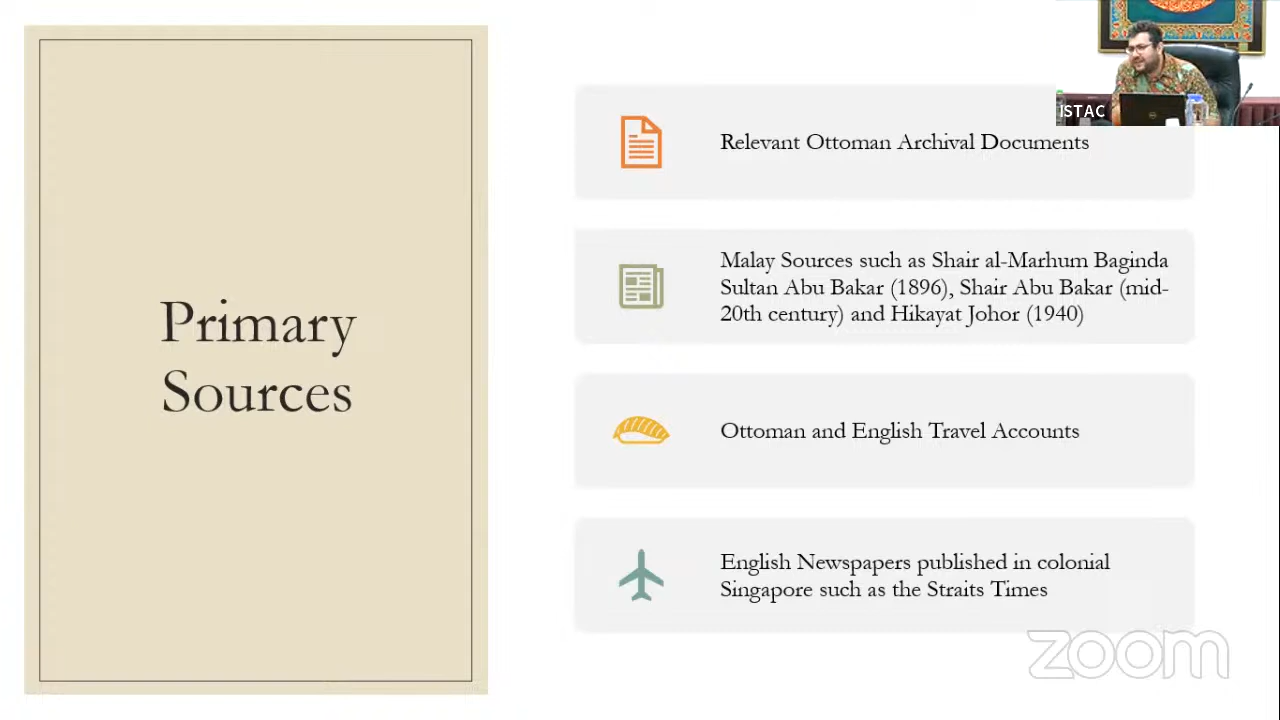 Primary
Sources
ISTAC
Relevant Ottoman Archival Documents
Malay Sources such as Shair al-Marhum Baginda
Sultan Abu Bakar (1896), Shair Abu Bakar (mid-
20th century) and Hikayat Johor (1940)
Ottoman and English Travel Accounts
English Newspapers published in colonial
Singapore such as the Straits Times
zoom